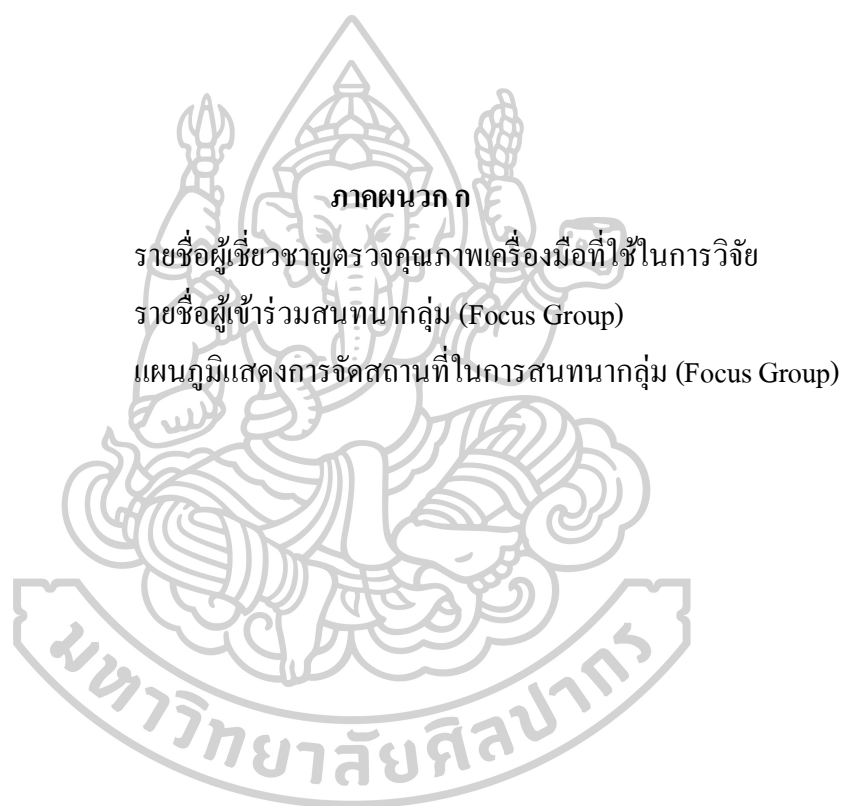 ภาคผนวก ก
รายชื่อผู้เชี่ยวชาญตรวจคุณภาพเครื่องมือที่ใช้ในการวิจัย
รายชื่อผู้เข้าร่วมสนทนากลุ่ม (Focus Group)
แผนภูมิแสดงการจัดสถานที่ในการสนทนากลุ่ม (Focus Group)
มหาวิทยาลัยศิลปากร